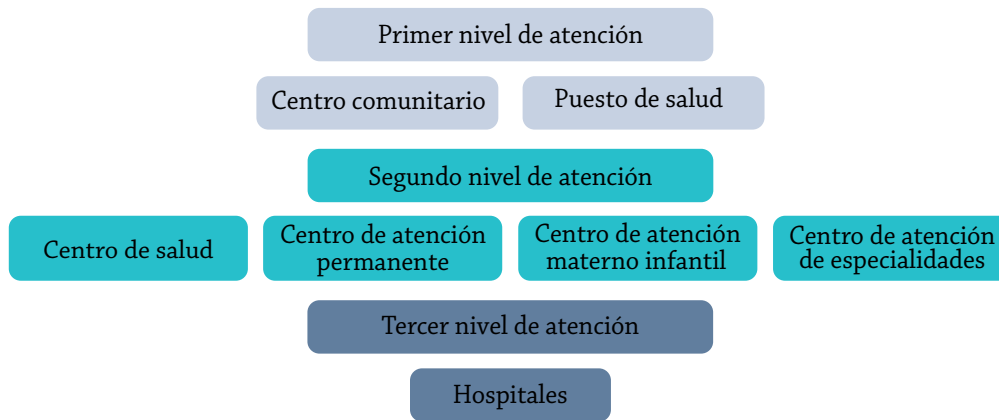 Primer nivel de atención
Centro comunitario
Puesto de salud
Segundo nivel de atención
Centro de salud
Centro de atención
permanente
Centro de atención
materno infantil
Centro de atención
de especialidades
Tercer nivel de atención
Hospitales